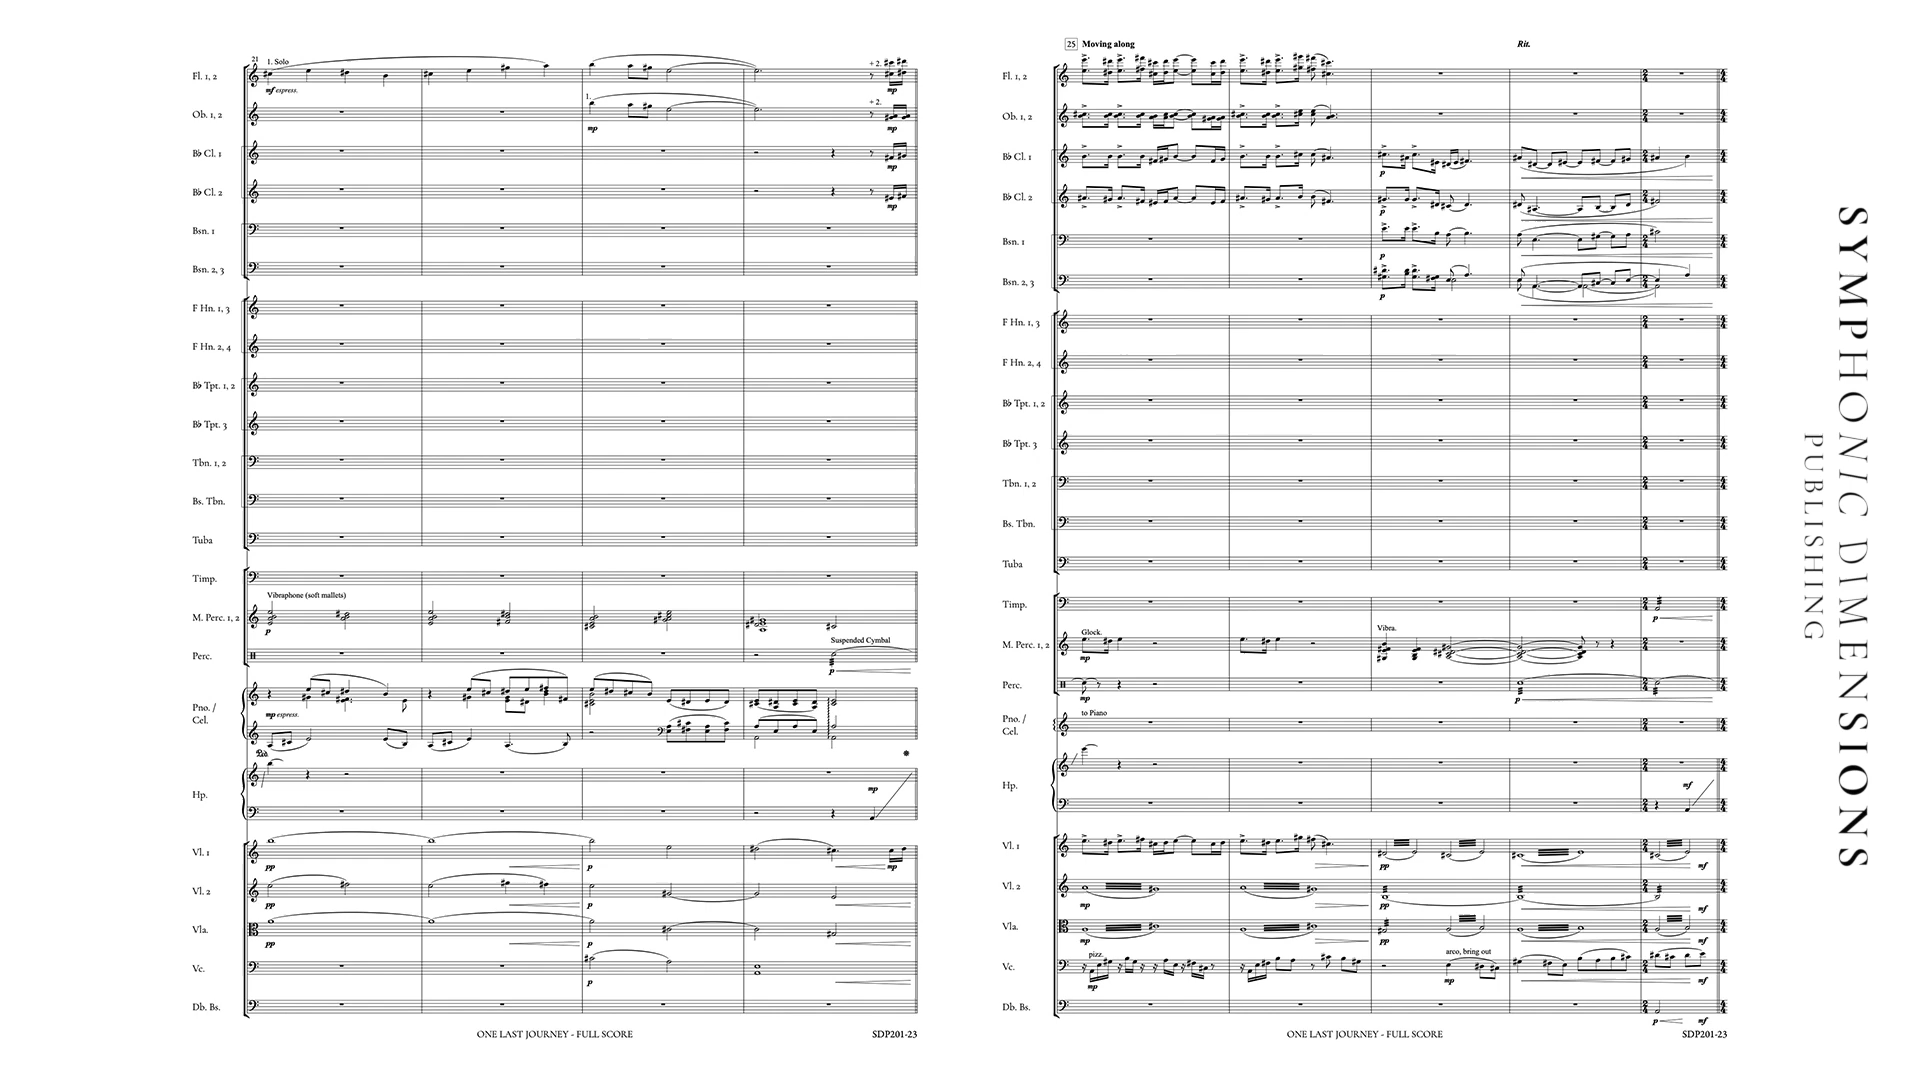 21
1. Solo
Fl. 1, 2
mf espress.
+ 2.
mp
Ob. 1, 2
1.
mp
+ 2.
mp
B♭ Cl. 1
mp
B♭ Cl. 2
mp
Bsn. 1
Bsn. 2, 3
F Hn. 1, 3
F Hn. 2, 4
B♭ Tpt. 1, 2
B♭ Tpt. 3
Tbn. 1, 2
Bs. Tbn.
Tuba
Timp.
Vibraphone (soft mallets)
M. Perc. 1, 2
p
Suspended Cymbal
Perc.
p
Pno. /
Cel.
mp espress.
Ped.
Hp.
mp
Vl. 1
pp p mp
Vl. 2
pp p
Vla.
pp p
Vc.
p
Db. Bs.
ONE LAST JOURNEY - FULL SCORE
SDP201-23
25 Moving along
Rit.
Fl. 1, 2
Ob. 1, 2
B♭ Cl. 1
p
B♭ Cl. 2
p
Bsn. 1
p
Bsn. 2, 3
p
F Hn. 1, 3
F Hn. 2, 4
B♭ Tpt. 1, 2
B♭ Tpt. 3
Tbn. 1, 2
Bs. Tbn.
Tuba
Timp.
p
Glock.
Vibra.
M. Perc. 1, 2
mp
Perc.
mp p
to Piano
Pno. /
Cel.
Hp.
mf
Vl. 1
pp mf
Vl. 2
mp pp mf
Vla.
mp pp mf
pizz.
arco, bring out
Vc.
mp mp mf
Db. Bs.
p mf
ONE LAST JOURNEY - FULL SCORE
SDP201-23
SYMPHONIC DIMENSIONS
PUBLISHING